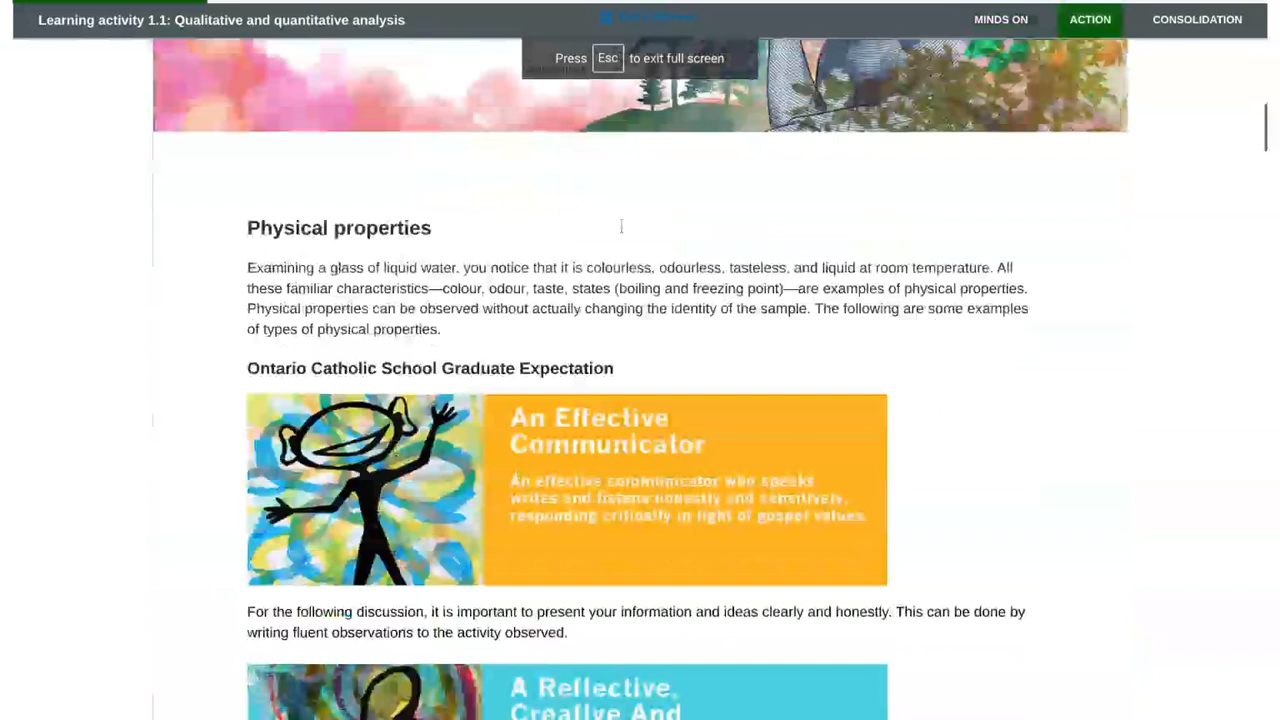 Learning activity 1.1: Qualitative and quantitative analysis
MINDS ON
ACTION
CONSOLIDATION
Press Esc to exit full screen
Physical properties
Examining a glass of liquid water, you notice that it is colourless, odourless, tasteless, and liquid at room temperature. All
these familiar characteristics—colour, odour, taste, states (boiling and freezing point)—are examples of physical properties.
Physical properties can be observed without actually changing the identity of the sample. The following are some examples
of types of physical properties.
Ontario Catholic School Graduate Expectation
An Effective
Communicator
An effective communicator who speaks
writes and listens honestly and sensitively,
responding critically in light of gospel values.
For the following discussion, it is important to present your information and ideas clearly and honestly. This can be done by
writing fluent observations to the activity observed.
A Reflective,
Creative And